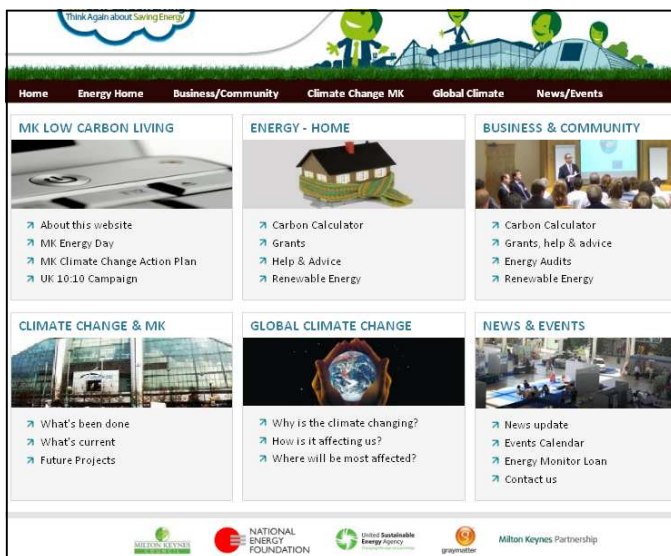 Think Again about Saving Energy
Home Energy Home Business/Community Climate Change MK Global Climate News/Events
MK LOW CARBON LIVING
About this website
MK Energy Day
MK Climate Change Action Plan
UK 10:10 Campaign
ENERGY - HOME
Carbon Calculator
Grants
Help & Advice
Renewable Energy
BUSINESS & COMMUNITY
Carbon Calculator
Grants, help & advice
Energy Audits
Renewable Energy
CLIMATE CHANGE & MK
What's been done
What's current
Future Projects
GLOBAL CLIMATE CHANGE
Why is the climate changing?
How is it affecting us?
Where will be most affected?
NEWS & EVENTS
News update
Events Calendar
Energy Monitor Loan
Contact us
MILTON KEYNES
COUNCIL
NATIONAL
ENERGY
FOUNDATION
United Sustainable
Energy Agency
graymatter
Milton Keynes Partnership